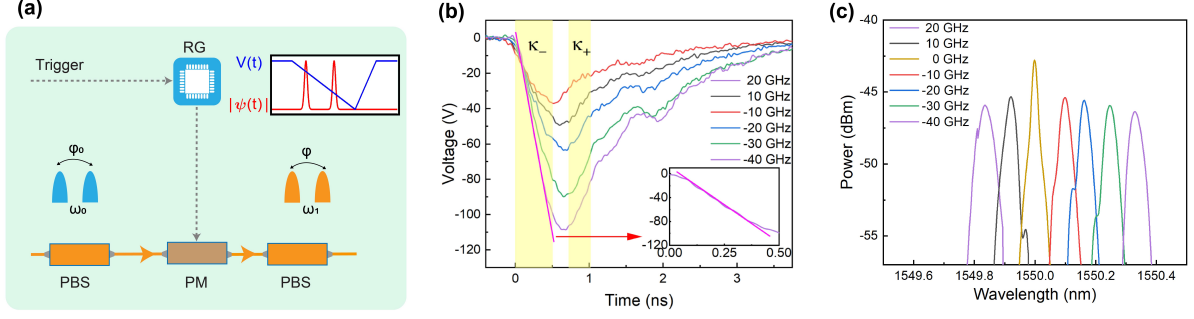 (a)
RG
Trigger
V(t)
|ψ(t)|
φ₀
ω₀
φ
ω₁
PBS
PM
PBS
(b)
κ₋
κ₊
Voltage (V)
0
-20
-40
-60
-80
-100
-120
20 GHz
10 GHz
-10 GHz
-20 GHz
-30 GHz
-40 GHz
0
-40
-80
-120
0.00
0.25
0.50
0
1
2
3
Time (ns)
(c)
Power (dBm)
-40
-45
-50
-55
20 GHz
10 GHz
0 GHz
-10 GHz
-20 GHz
-30 GHz
-40 GHz
1549.6
1549.8
1550.0
1550.2
1550.4
Wavelength (nm)